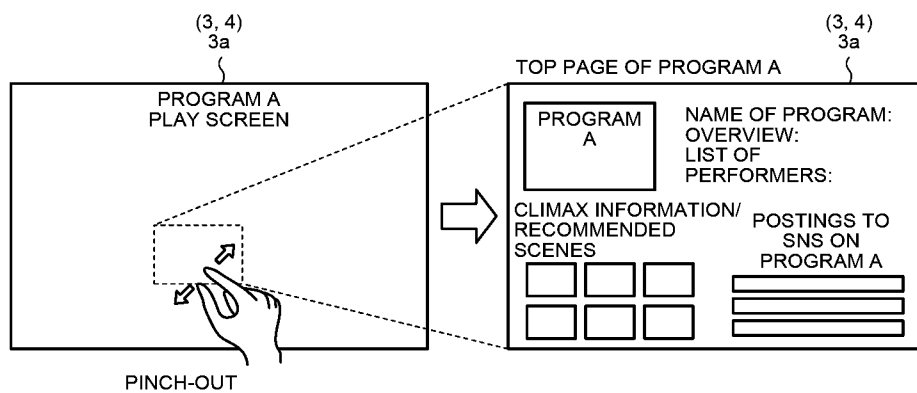 (3, 4)
3a
PROGRAM A
PLAY SCREEN
PINCH-OUT
(3, 4)
3a
TOP PAGE OF PROGRAM A
PROGRAM
A
NAME OF PROGRAM:
OVERVIEW:
LIST OF
PERFORMERS:
CLIMAX INFORMATION/
RECOMMENDED
SCENES
POSTINGS TO
SNS ON
PROGRAM A